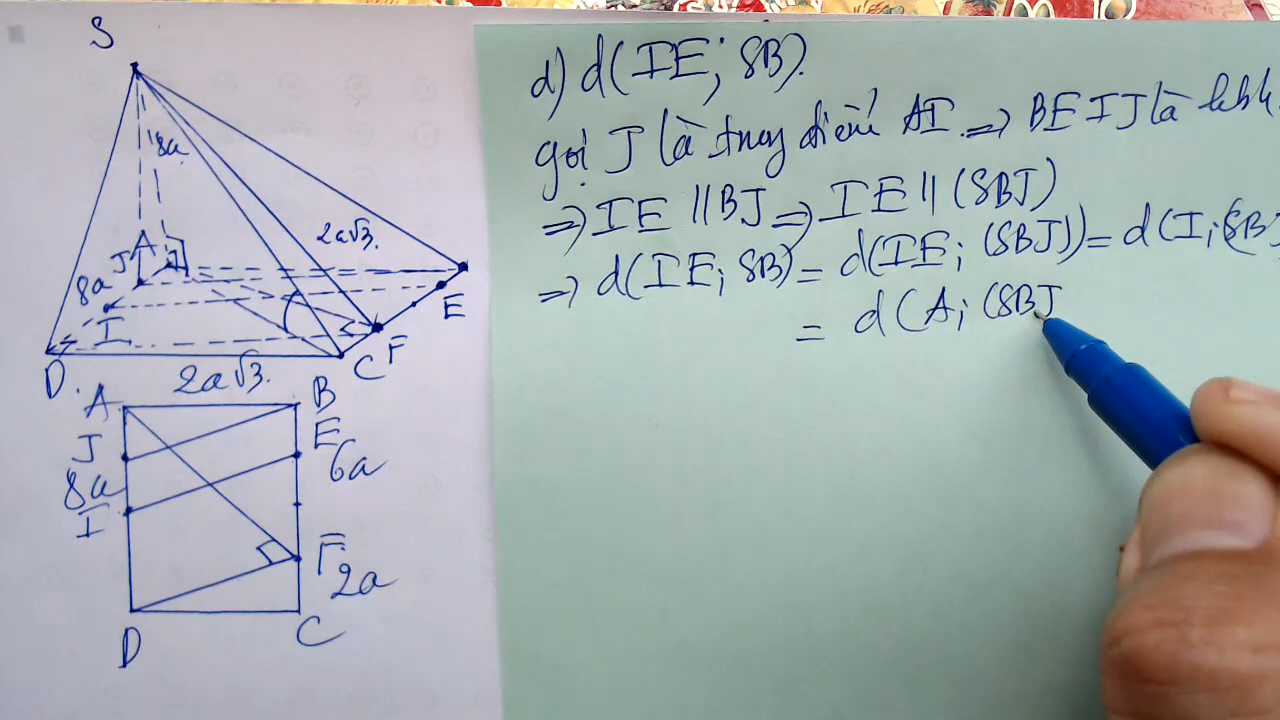 S
8a
2a√3.
A
J
8a
I
E
D.
C
F
2a√3.
A
B
J
E
6a
8a
I
F
2a
D
C
d) d(IE; SB).
gọi J là trung điểm AI ⇒ BEIJ là hbh.
⇒ IE // BJ ⇒ IE // (SBJ)
⇒ d(IE; SB) = d(IE; (SBJ)) = d(I; (SBJ
= d(A; (SBJ